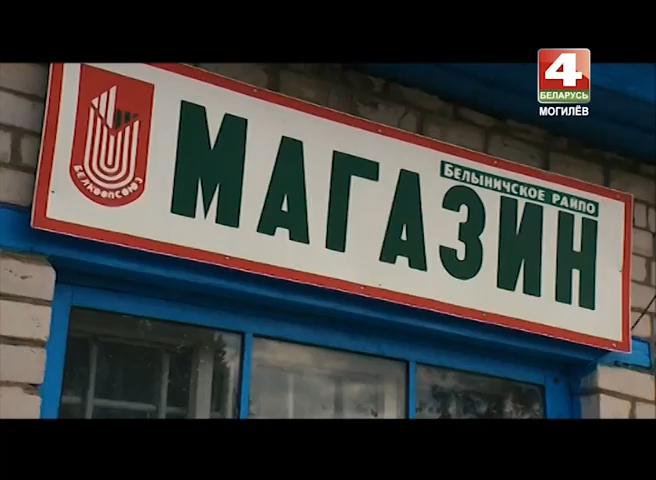 4
БЕЛАРУСЬ
МОГИЛЁВ
БЕЛКООПСОЮЗ
БЕЛЫНИЧСКОЕ РАЙПО
МАГАЗИН